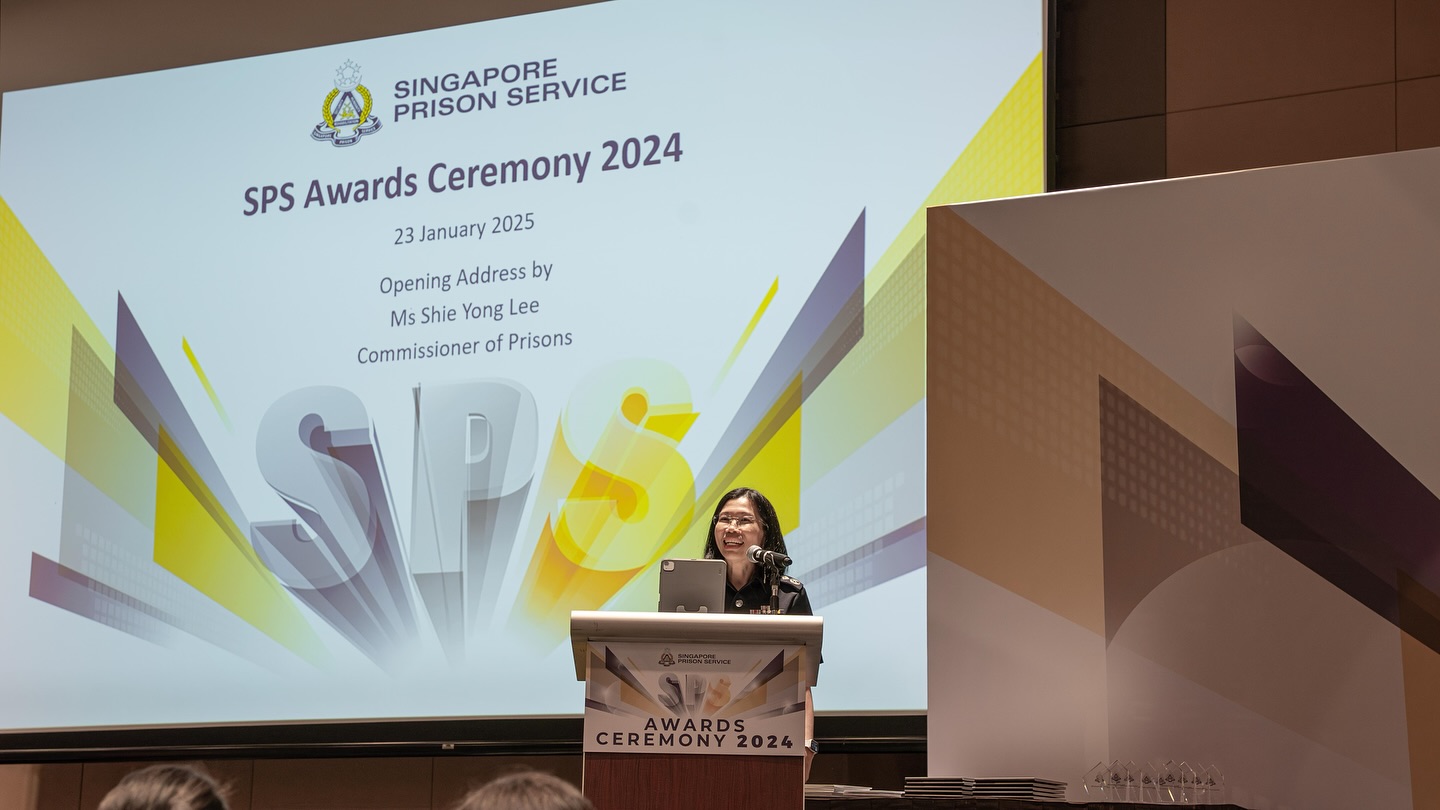 SINGAPORE
PRISON SERVICE
SPS Awards Ceremony 2024
23 January 2025
Opening Address by
Ms Shie Yong Lee
Commissioner of Prisons
SPS
SINGAPORE
PRISON SERVICE
SPS
AWARDS
CEREMONY 2024